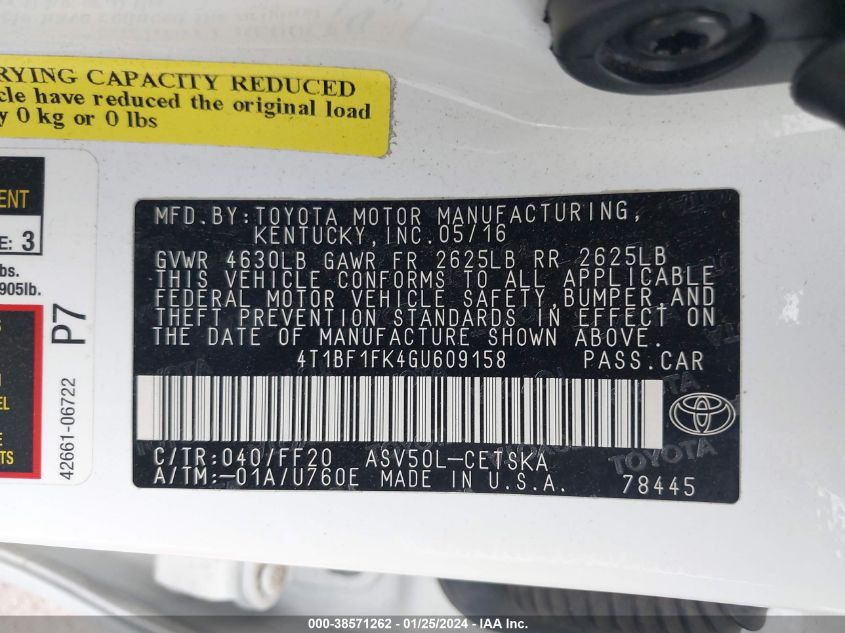 RYING CAPACITY REDUCED
cle have reduced the original load
y 0 kg or 0 lbs
ENT
E: 3
bs.
905lb.
P7
42661-06722
EL
E
TS
MFD.BY:TOYOTA MOTOR MANUFACTURING,
KENTUCKY,INC.05/16
GVWR 4630LB GAWR FR 2625LB RR 2625LB
THIS VEHICLE CONFORMS TO ALL APPLICABLE
FEDERAL MOTOR VEHICLE SAFETY,BUMPER,AND
THEFT PREVENTION STANDARDS IN EFFECT ON
THE DATE OF MANUFACTURE SHOWN ABOVE.
4T1BF1FK4GU609158 PASS.CAR
C/TR:040/FF20 ASV50L-CETSKA
A/TM:-01A/U760E MADE IN U.S.A. 78445
TOYOTA
000-38571262 - 01/25/2024 - IAA Inc.